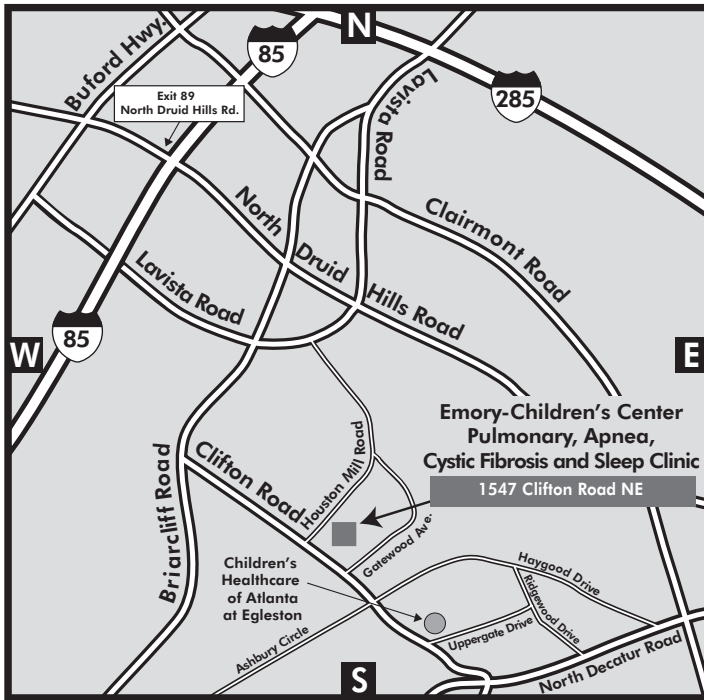 N
Buford Hwy.
85
285
Exit 89
North Druid Hills Rd.
Lavista Road
North Druid Hills Road
Clairmont Road
Lavista Road
85
W
E
Emory-Children's Center
Pulmonary, Apnea,
Cystic Fibrosis and Sleep Clinic
1547 Clifton Road NE
Briarcliff Road
Clifton Road
Houston Mill Road
Gatewood Ave.
Children's
Healthcare
of Atlanta
at Egleston
Haygood Drive
Ridgewood Drive
Uppergate Drive
Ashbury Circle
North Decatur Road
S